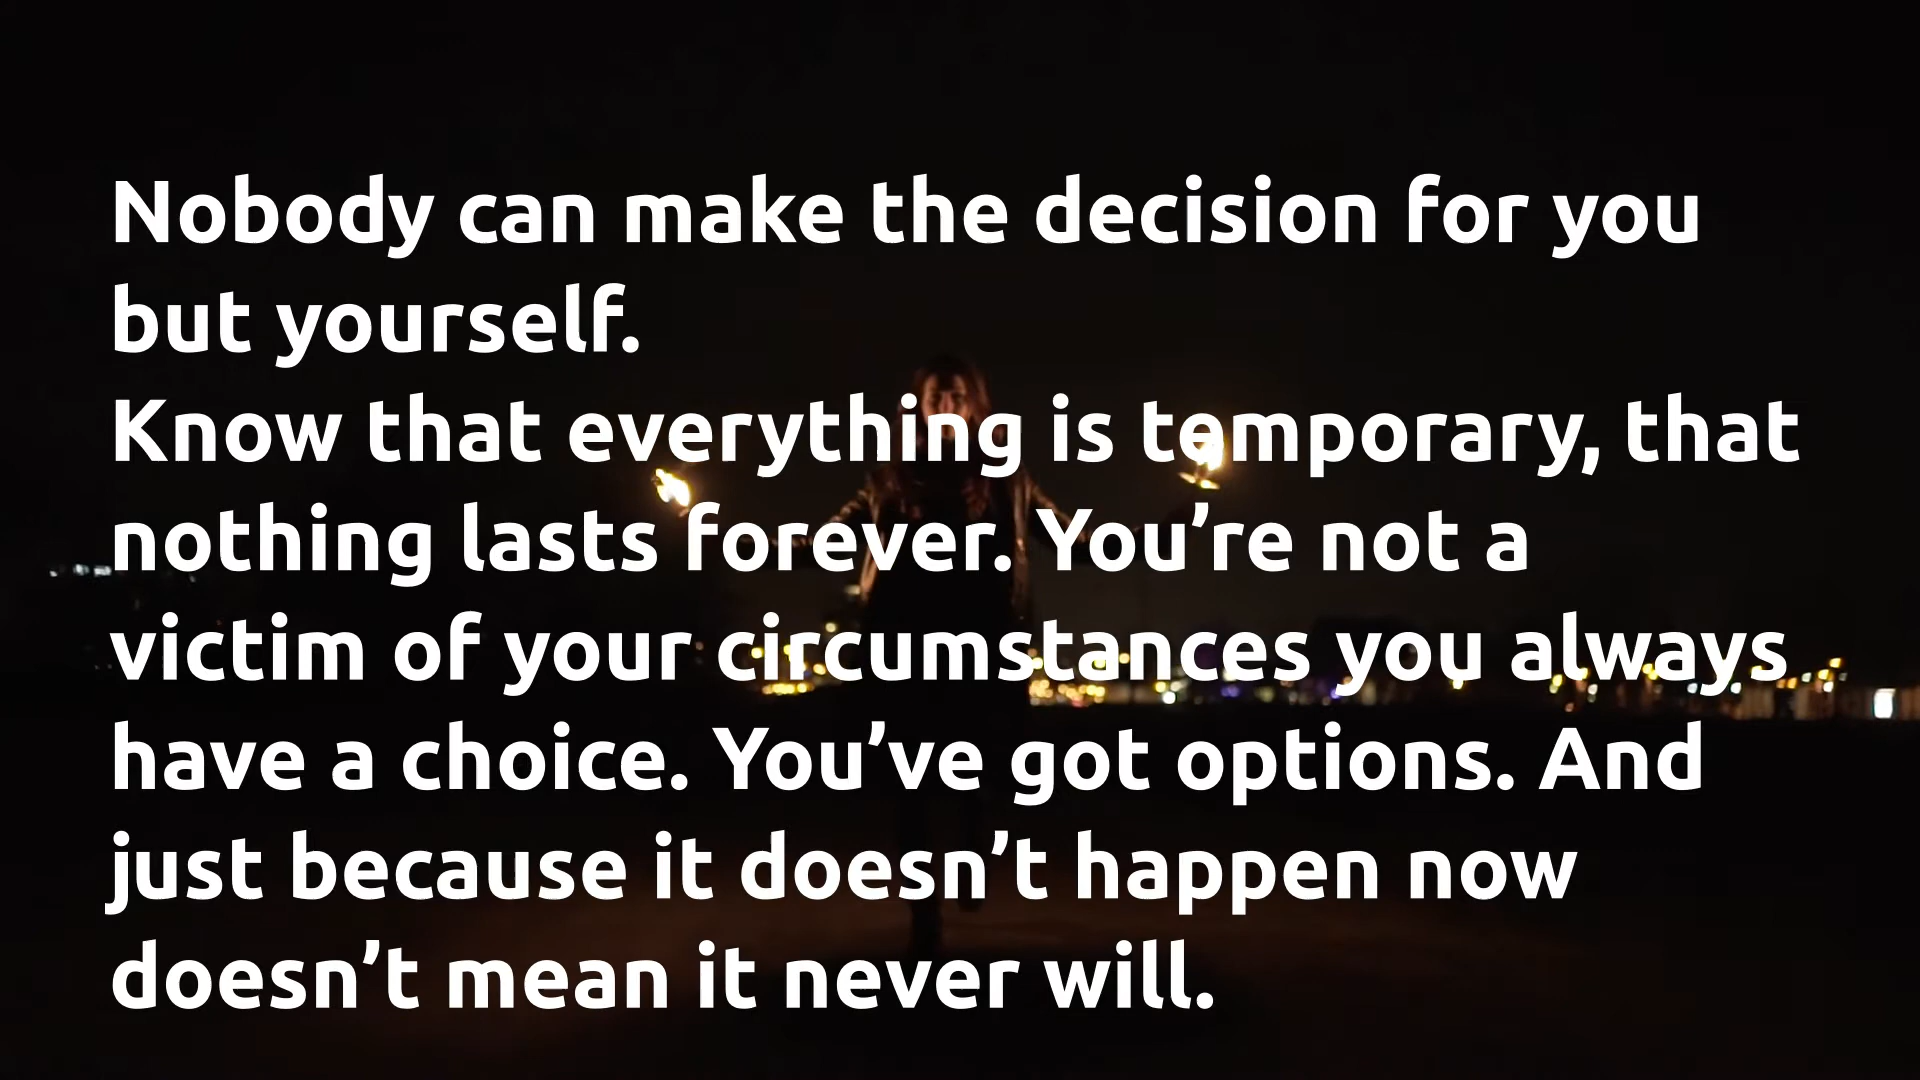 Nobody can make the decision for you
but yourself.
Know that everything is temporary, that
nothing lasts forever. You’re not a
victim of your circumstances you always
have a choice. You’ve got options. And
just because it doesn’t happen now
doesn’t mean it never will.